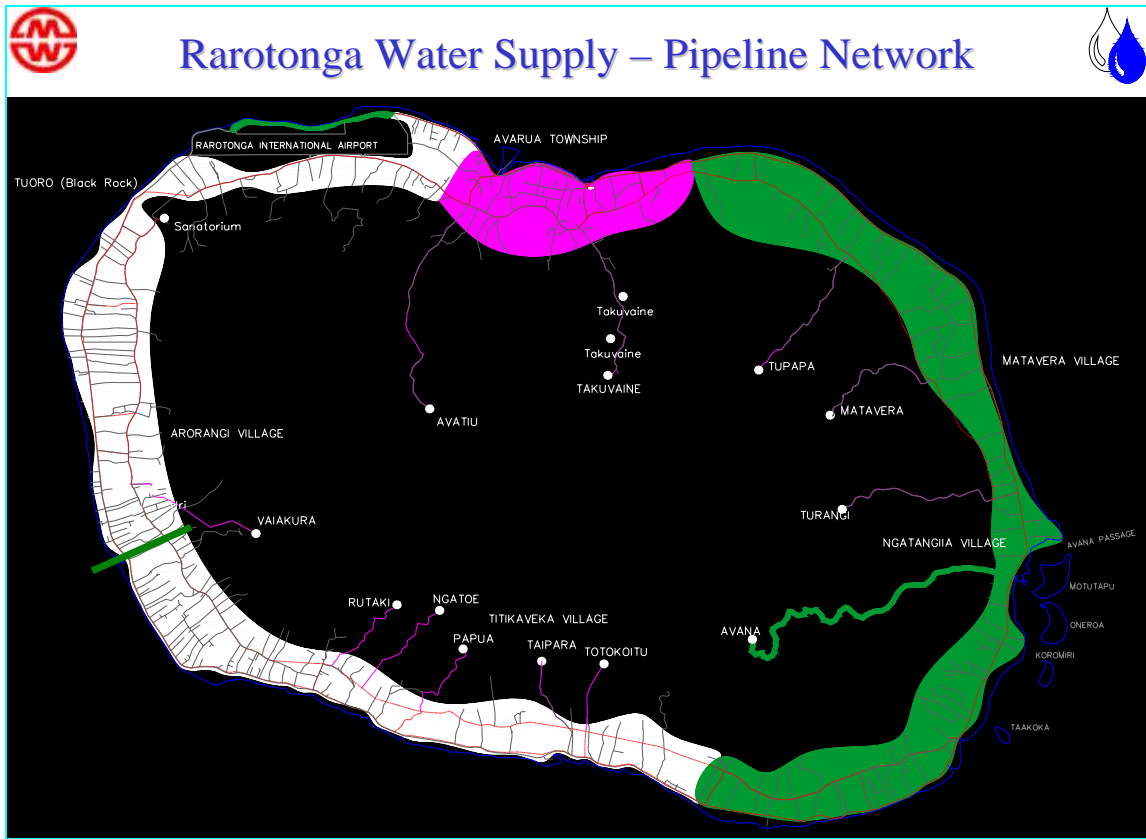 MW
Rarotonga Water Supply – Pipeline Network
AVARUA TOWNSHIP
RAROTONGA INTERNATIONAL AIRPORT
TUORO (Black Rock)
Sanatorium
Takuvaine
Takuvaine
TAKUVAINE
TUPAPA
MATAVERA VILLAGE
AVATIU
MATAVERA
ARORANGI VILLAGE
TURANGI
VAIAKURA
NGATANGIIA VILLAGE
AVANA PASSAGE
MOTUTAPU
RUTAKI
NGATOE
TITIKAVEKA VILLAGE
ONEROA
AVANA
PAPUA
TAIPARA
TOTOKOITU
KOROMIRI
TAAKOKA